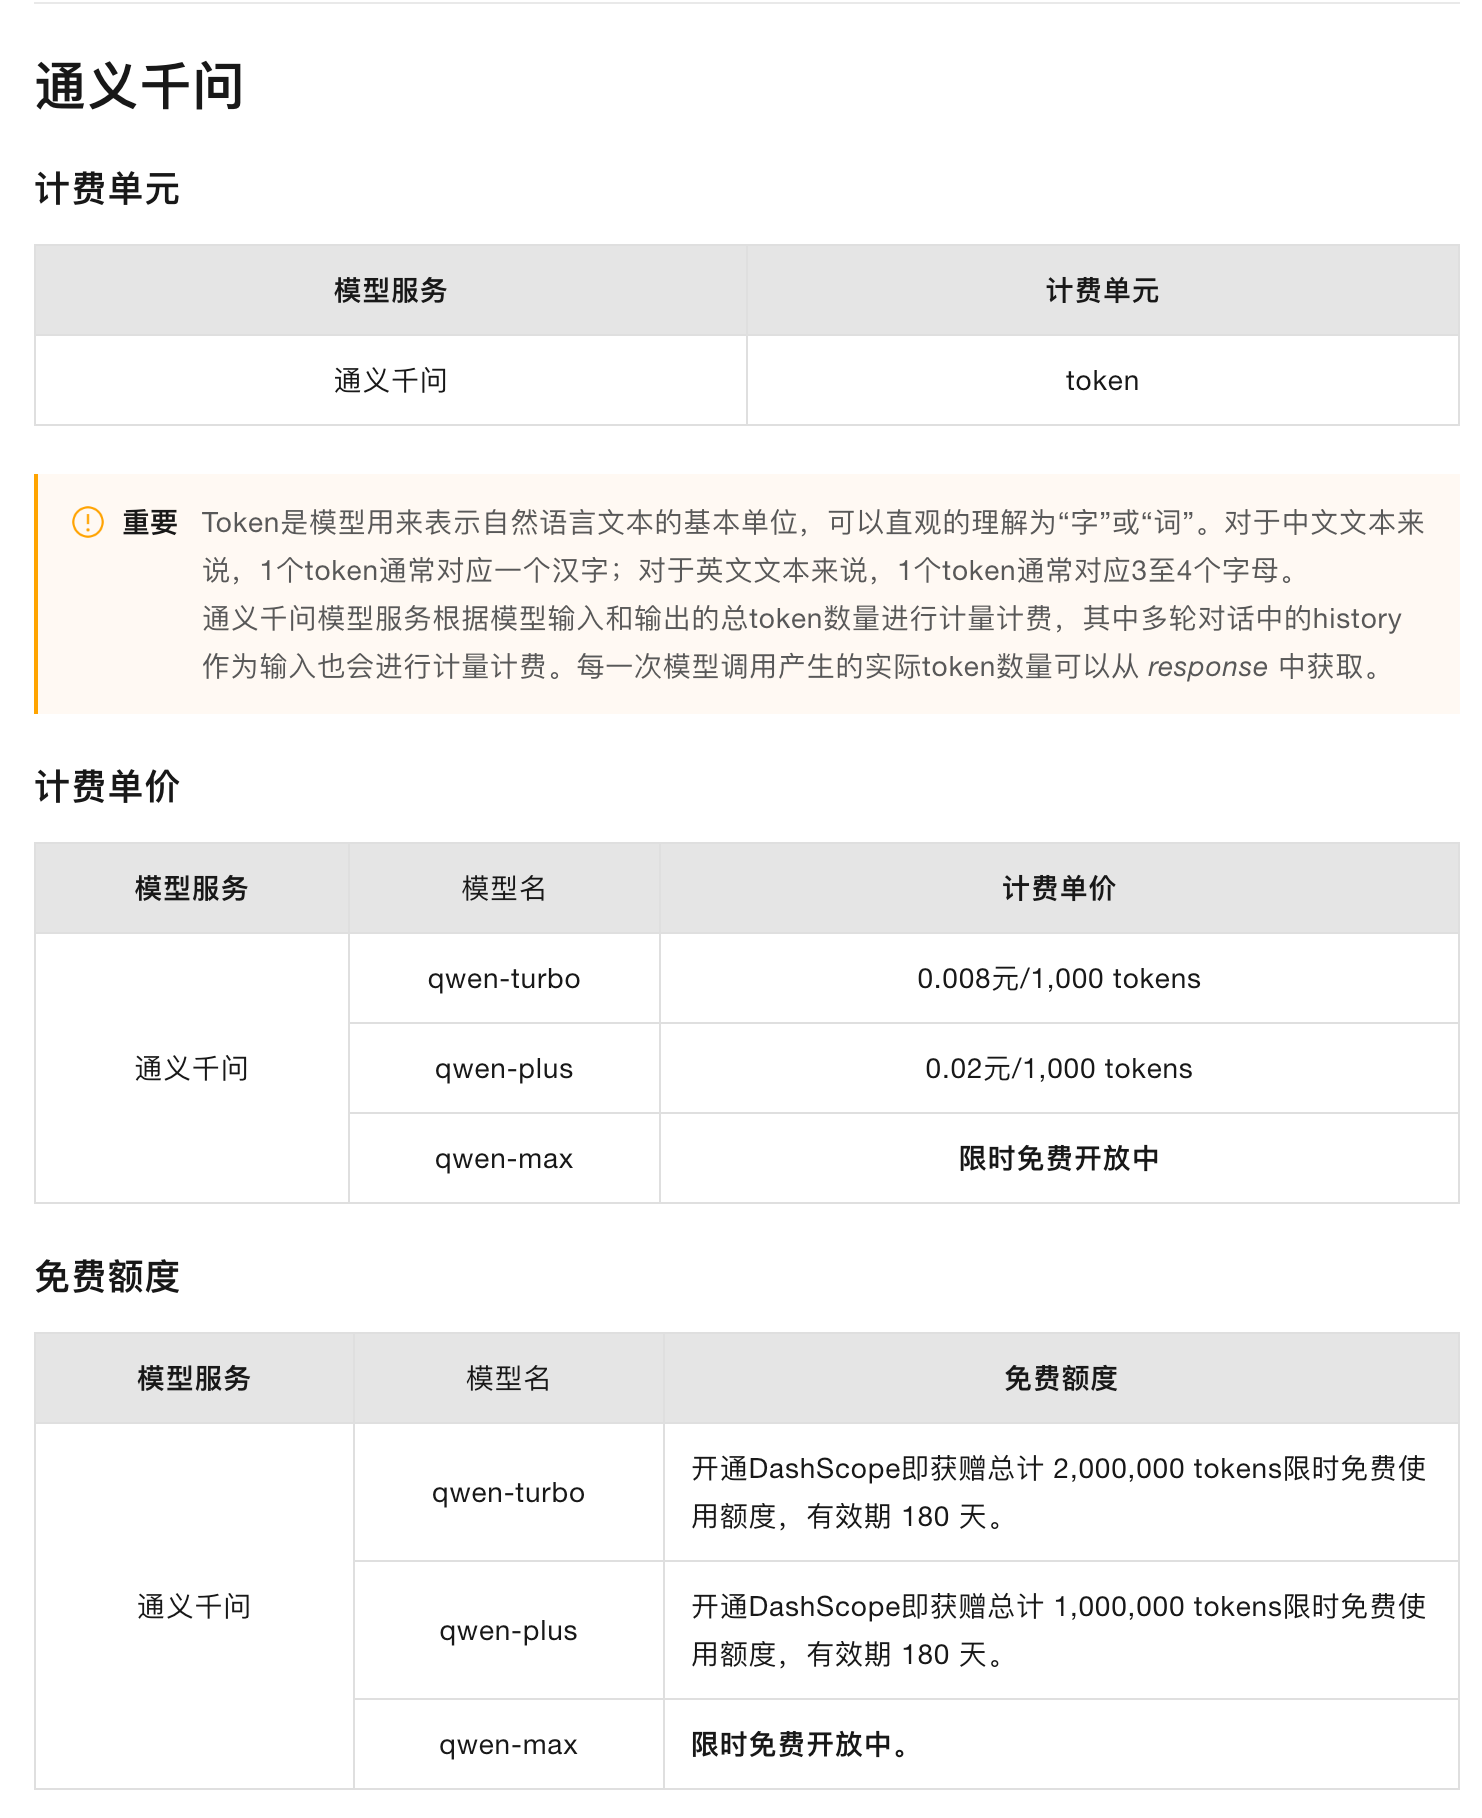 通义千问
计费单元
模型服务 计费单元
通义千问 token
重要 Token是模型用来表示自然语言文本的基本单位，可以直观的理解为“字”或“词”。对于中文文本来
说，1个token通常对应一个汉字；对于英文文本来说，1个token通常对应3至4个字母。
通义千问模型服务根据模型输入和输出的总token数量进行计量计费，其中多轮对话中的history
作为输入也会进行计量计费。每一次模型调用产生的实际token数量可以从 response 中获取。
计费单价
模型服务 模型名 计费单价
通义千问
qwen-turbo 0.008元/1,000 tokens
qwen-plus 0.02元/1,000 tokens
qwen-max 限时免费开放中
免费额度
模型服务 模型名 免费额度
通义千问
qwen-turbo
开通DashScope即获赠总计 2,000,000 tokens限时免费使
用额度，有效期 180 天。
qwen-plus
开通DashScope即获赠总计 1,000,000 tokens限时免费使
用额度，有效期 180 天。
qwen-max 限时免费开放中。